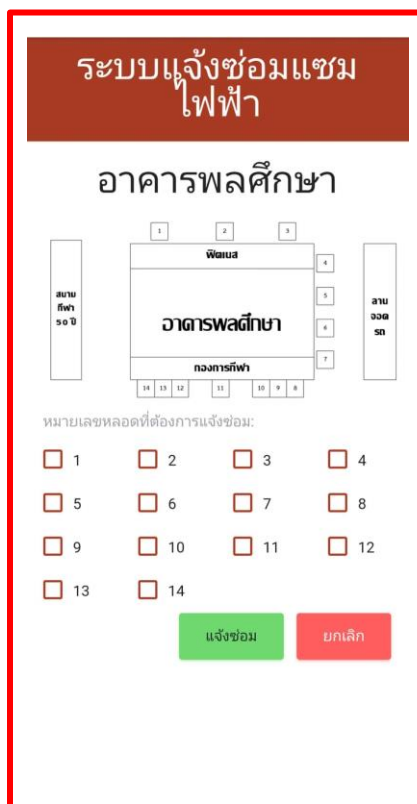 ระบบแจ้งซ่อมแซม
ไฟฟ้า
อาคารพลศึกษา
1 2 3
ฟิตเนส
4
สนาม
กีฬา
50 ปี
5
อาคารพลศึกษา
6
ลาน
จอด
รถ
7
กองการกีฬา
14 13 12 11 10 9 8
หมายเลขหลอดที่ต้องการแจ้งซ่อม:
1 2 3 4
5 6 7 8
9 10 11 12
13 14
แจ้งซ่อม ยกเลิก